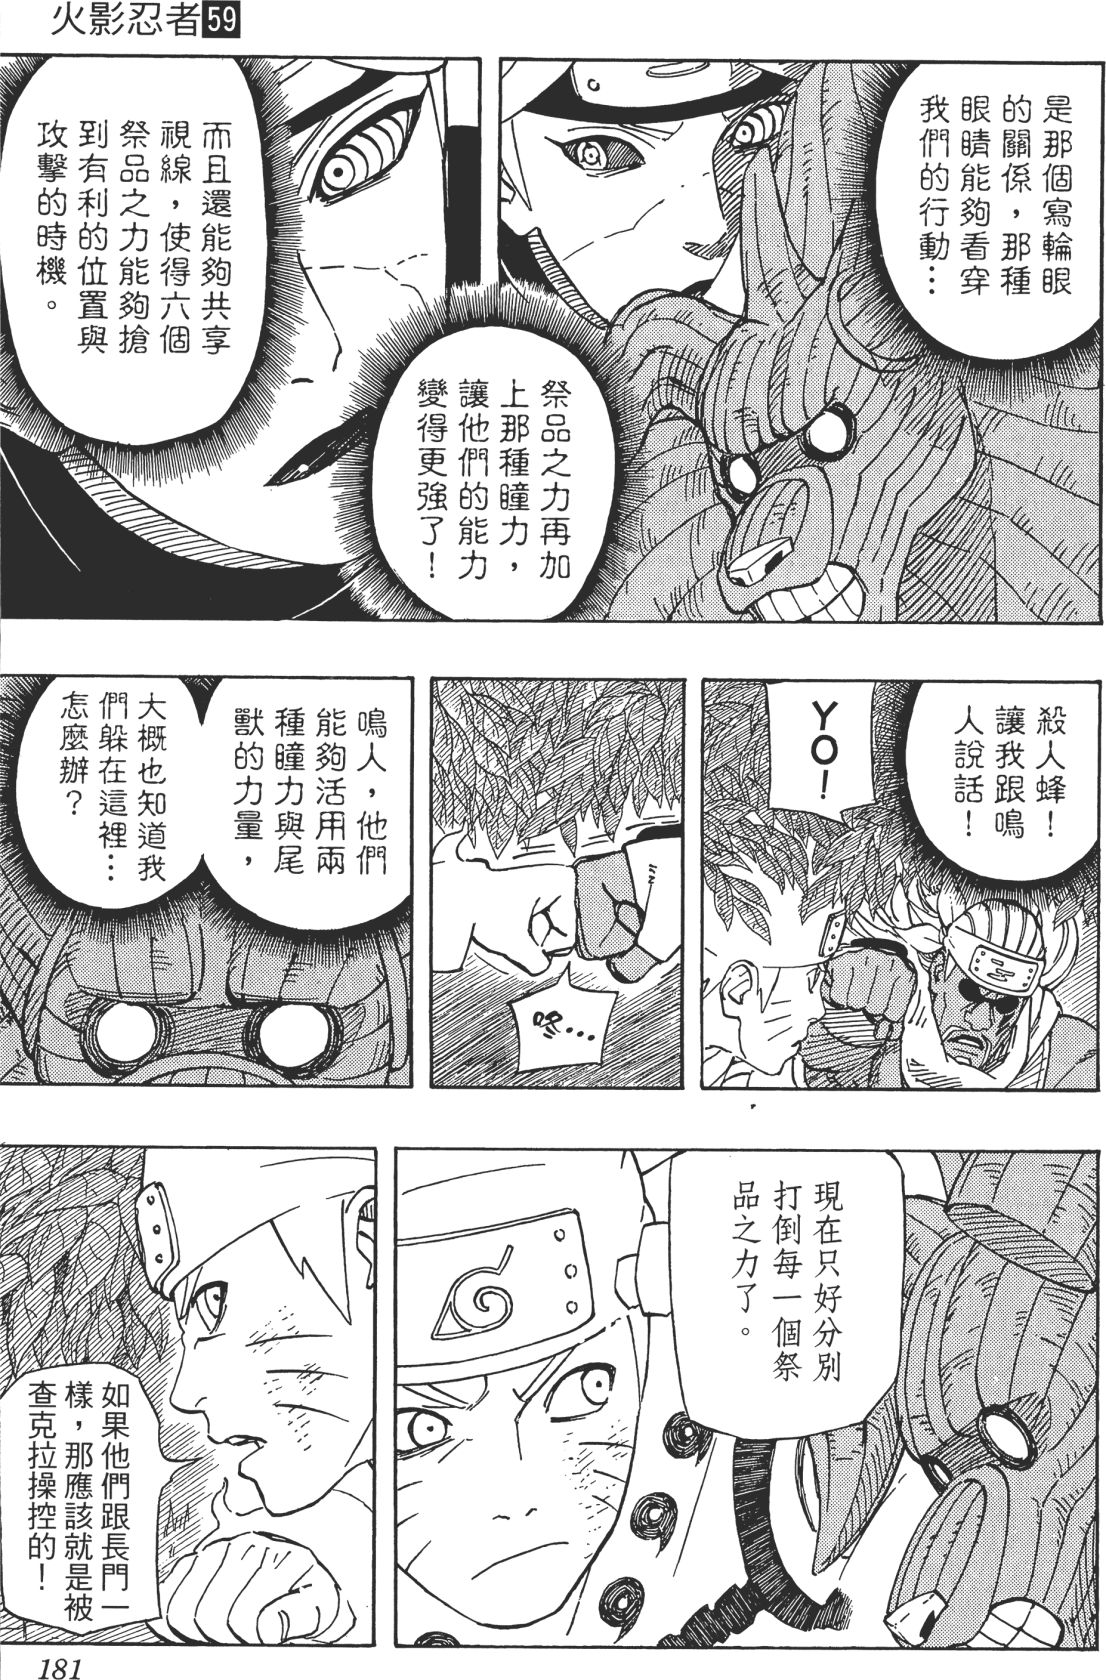 火影忍者59
是那個寫輪眼
的關係，那種
眼睛能夠看穿
我們的行動…
祭品之力再加
上那種瞳力，
讓他們的能力
變得更強了！
而且還能夠共享
視線，使得六個
祭品之力能夠搶
到有利的位置與
攻擊的時機。
殺人蜂！
讓我跟鳴
人說話！
YO！
咚…
鳴人，他們
能夠活用兩
種瞳力與尾
獸的力量，
大概也知道我
們躲在這裡…
怎麼辦？
現在只好分別
打倒每一個祭
品之力了。
如果他們跟長門一
樣，那應該就是被
查克拉操控的！
181